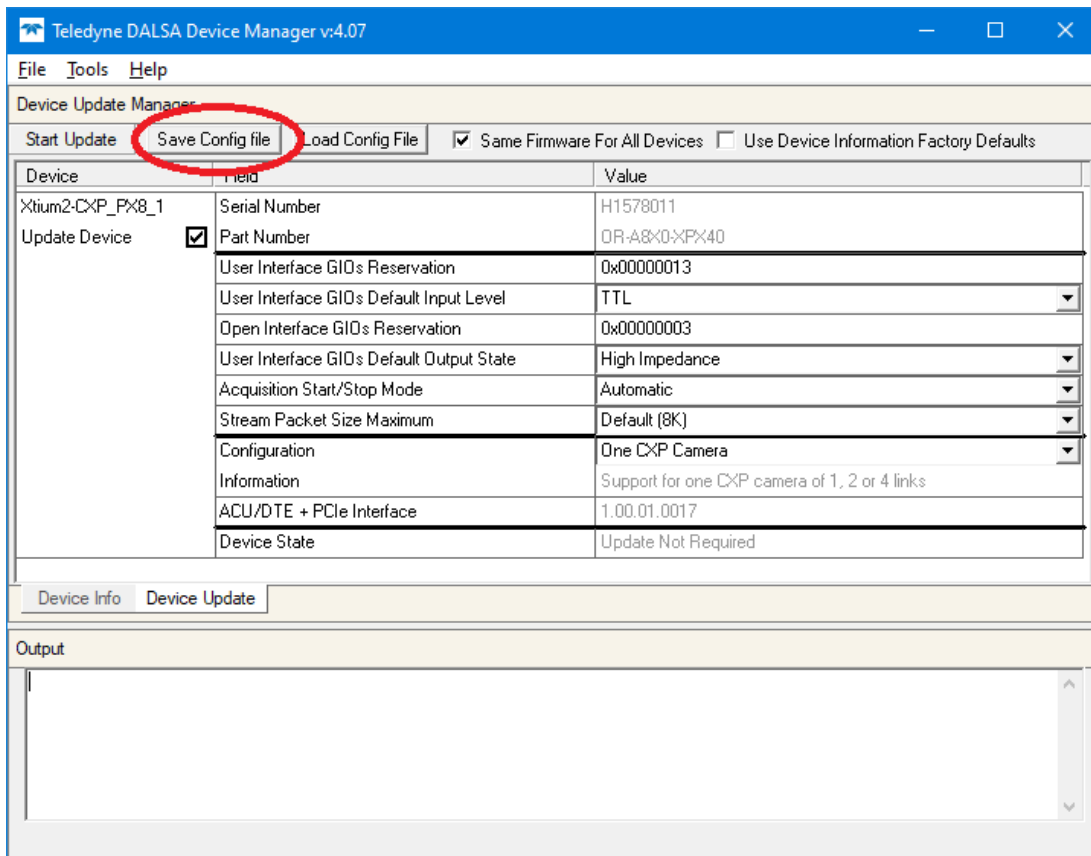 Teledyne DALSA Device Manager v:4.07
File Tools Help
Device Update Manager
Start Update Save Config file Load Config File Same Firmware For All Devices Use Device Information Factory Defaults
Device Field Value
Xtium2-CXP_PX8_1 Serial Number H1578011
Update Device Part Number OR-A8X0-XPX40
User Interface GIOs Reservation 0x00000013
User Interface GIOs Default Input Level TTL
Open Interface GIOs Reservation 0x00000003
User Interface GIOs Default Output State High Impedance
Acquisition Start/Stop Mode Automatic
Stream Packet Size Maximum Default (8K)
Configuration One CXP Camera
Information Support for one CXP camera of 1, 2 or 4 links
ACU/DTE + PCIe Interface 1.00.01.0017
Device State Update Not Required
Device Info Device Update
Output